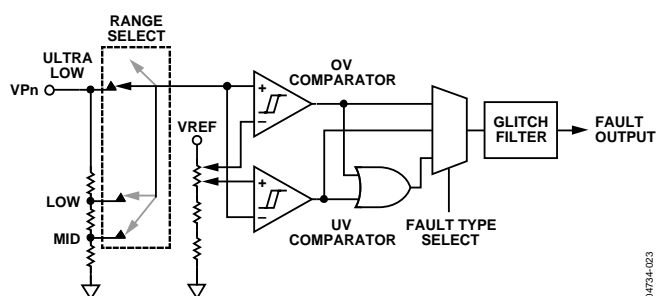 RANGE
SELECT
ULTRA
LOW
VPn
LOW
MID
VREF
OV
COMPARATOR
+
−
+
−
UV
COMPARATOR
FAULT TYPE
SELECT
GLITCH
FILTER
FAULT
OUTPUT
04734-023